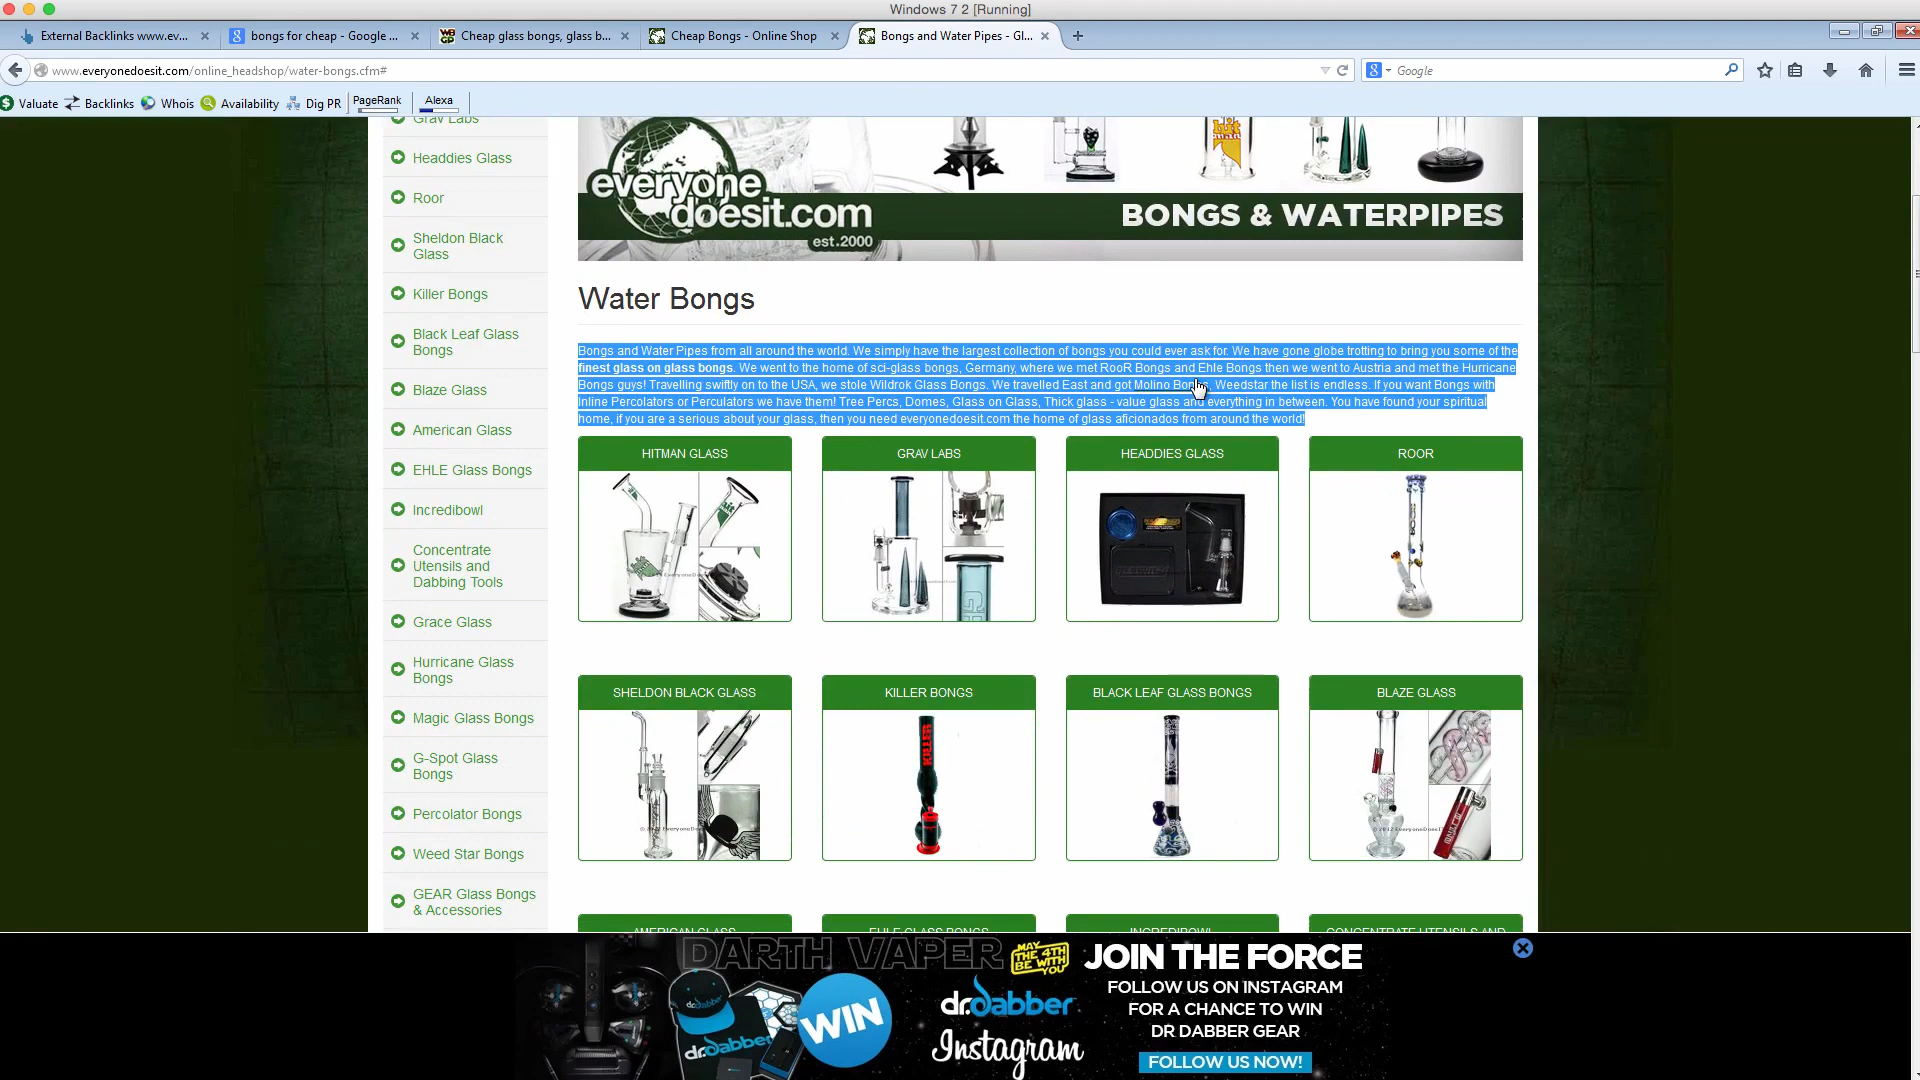 Windows 7 2 [Running]
External Backlinks www.ev...
bongs for cheap - Google ...
Cheap glass bongs, glass b...
Cheap Bongs - Online Shop
Bongs and Water Pipes - Gl...
www.everyonedoesit.com/online_headshop/water-bongs.cfm#
Google
Valuate
Backlinks
Whois
Availability
Dig PR
PageRank
Alexa
Grav Labs
Headdies Glass
Roor
Sheldon Black
Glass
Killer Bongs
Black Leaf Glass
Bongs
Blaze Glass
American Glass
EHLE Glass Bongs
Incredibowl
Concentrate
Utensils and
Dabbing Tools
Grace Glass
Hurricane Glass
Bongs
Magic Glass Bongs
G-Spot Glass
Bongs
Percolator Bongs
Weed Star Bongs
GEAR Glass Bongs
& Accessories
everyone
doesit.com
est.2000
BONGS & WATERPIPES
Water Bongs
Bongs and Water Pipes from all around the world. We simply have the largest collection of bongs you could ever ask for. We have gone globe trotting to bring you some of the
finest glass on glass bongs. We went to the home of sci-glass bongs, Germany, where we met RooR Bongs and Ehle Bongs then we went to Austria and met the Hurricane
Bongs guys! Travelling swiftly on to the USA, we stole Wildrok Glass Bongs. We travelled East and got Molino Bongs, Weedstar the list is endless. If you want Bongs with
Inline Percolators or Perculators we have them! Tree Percs, Domes, Glass on Glass, Thick glass - value glass and everything in between. You have found your spiritual
home, if you are a serious about your glass, then you need everyonedoesit.com the home of glass aficionados from around the world!
HITMAN GLASS
GRAV LABS
HEADDIES GLASS
ROOR
SHELDON BLACK GLASS
KILLER BONGS
BLACK LEAF GLASS BONGS
BLAZE GLASS
KILLER
AMERICAN GLASS
EHLE GLASS BONGS
INCREDIBOWL
CONCENTRATE UTENSILS AND
DARTH VAPER
MAY
THE 4TH
BE WITH
YOU
JOIN THE FORCE
FOLLOW US ON INSTAGRAM
FOR A CHANCE TO WIN
DR DABBER GEAR
FOLLOW US NOW!
WIN
dr.dabber
Instagram
dr.dabber